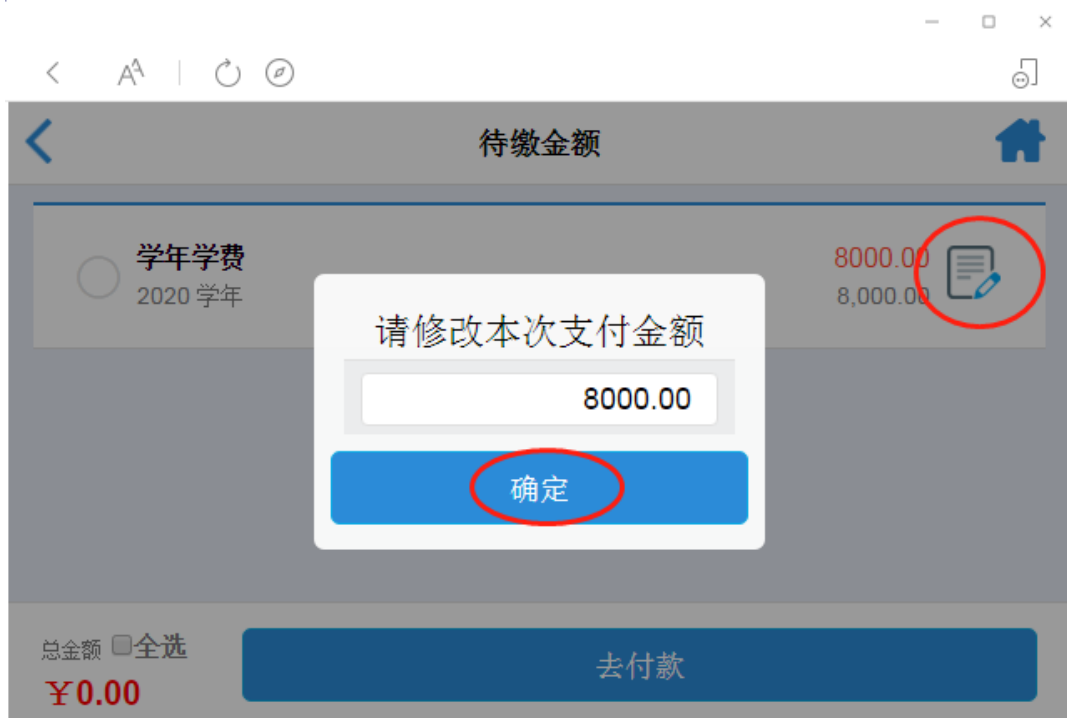 待缴金额
学年学费
8000.00
2020 学年
8,000.00
请修改本次支付金额
8000.00
确定
总金额 全选
￥0.00
去付款